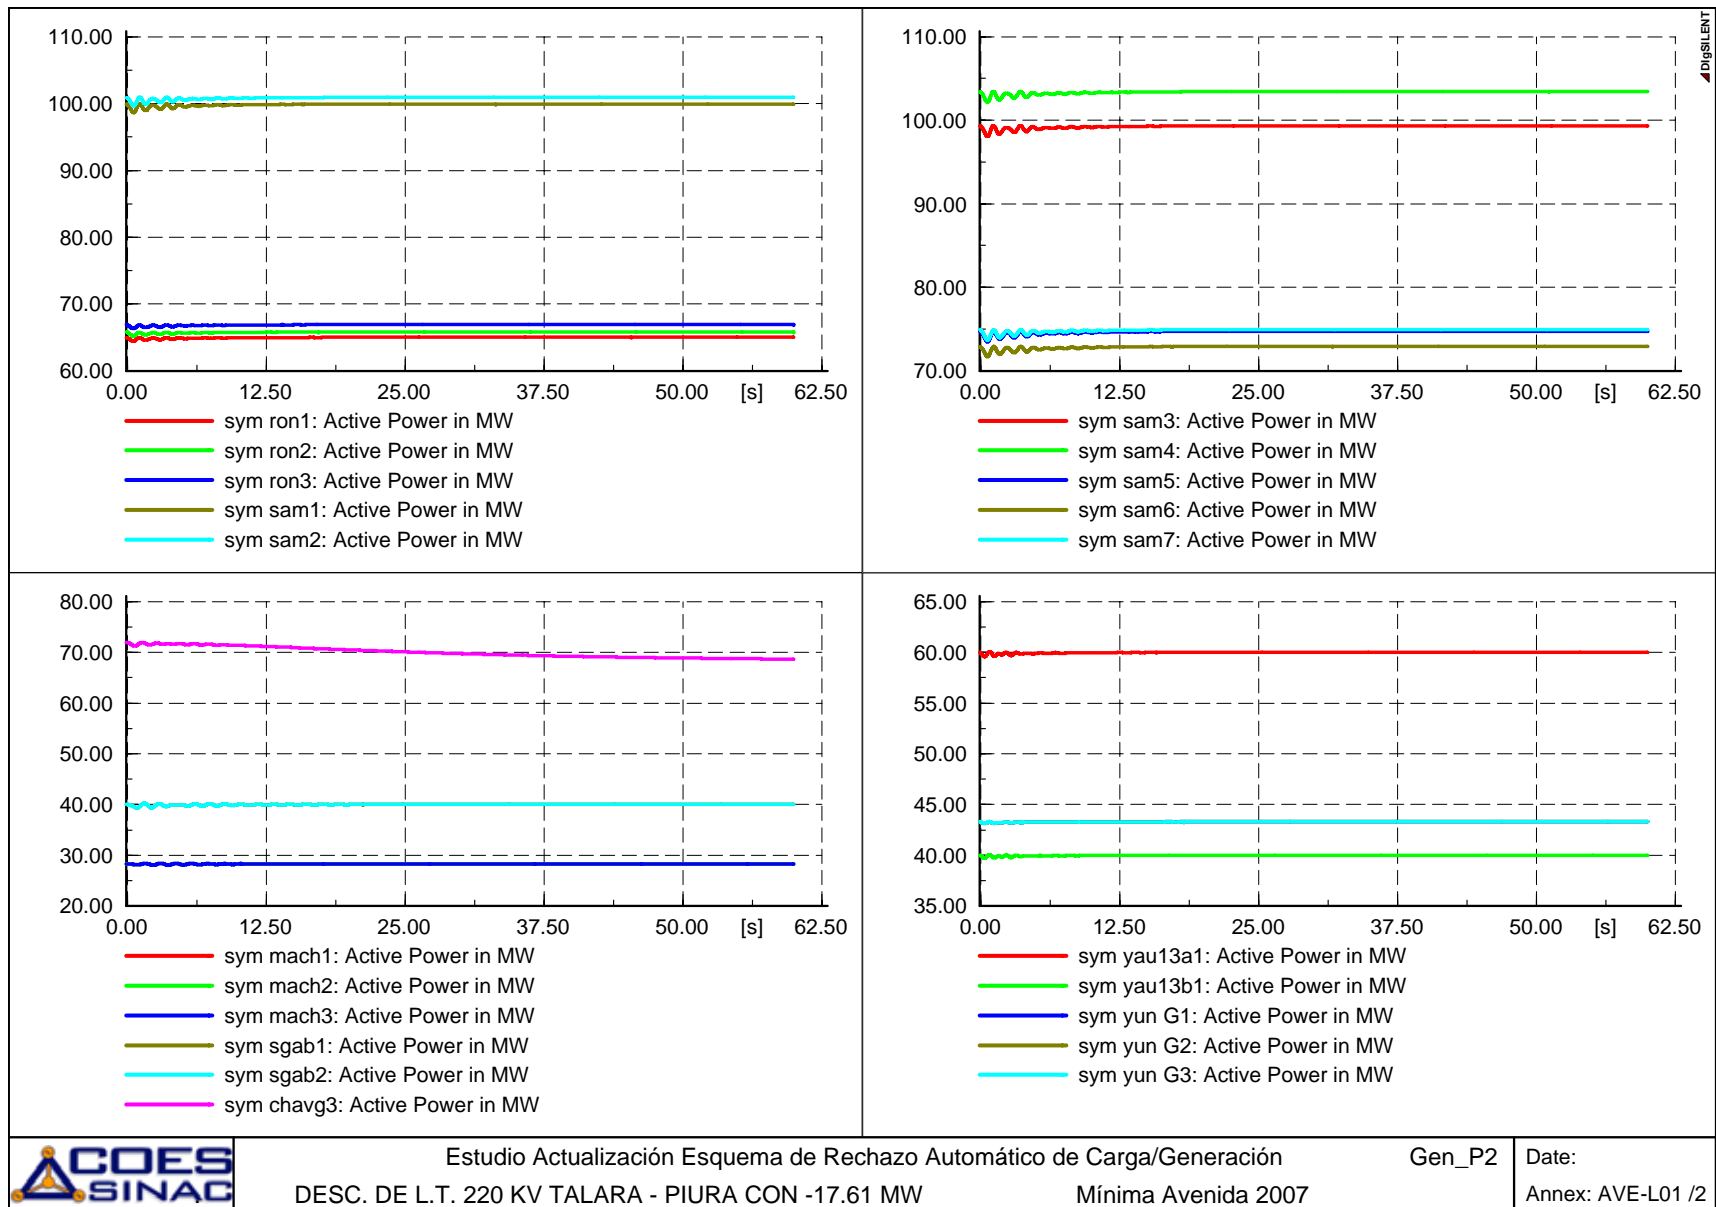 110.00
100.00
90.00
80.00
70.00
60.00
0.00 12.50 25.00 37.50 50.00 [s] 62.50
sym ron1: Active Power in MW
sym ron2: Active Power in MW
sym ron3: Active Power in MW
sym sam1: Active Power in MW
sym sam2: Active Power in MW
110.00
100.00
90.00
80.00
70.00
0.00 12.50 25.00 37.50 50.00 [s] 62.50
sym sam3: Active Power in MW
sym sam4: Active Power in MW
sym sam5: Active Power in MW
sym sam6: Active Power in MW
sym sam7: Active Power in MW
DIgSILENT
80.00
70.00
60.00
50.00
40.00
30.00
20.00
0.00 12.50 25.00 37.50 50.00 [s] 62.50
sym mach1: Active Power in MW
sym mach2: Active Power in MW
sym mach3: Active Power in MW
sym sgab1: Active Power in MW
sym sgab2: Active Power in MW
sym chavg3: Active Power in MW
65.00
60.00
55.00
50.00
45.00
40.00
35.00
0.00 12.50 25.00 37.50 50.00 [s] 62.50
sym yau13a1: Active Power in MW
sym yau13b1: Active Power in MW
sym yun G1: Active Power in MW
sym yun G2: Active Power in MW
sym yun G3: Active Power in MW
COES
SINAC
Estudio Actualización Esquema de Rechazo Automático de Carga/Generación Gen_P2
DESC. DE L.T. 220 KV TALARA - PIURA CON -17.61 MW Mínima Avenida 2007
Date:
Annex: AVE-L01 /2